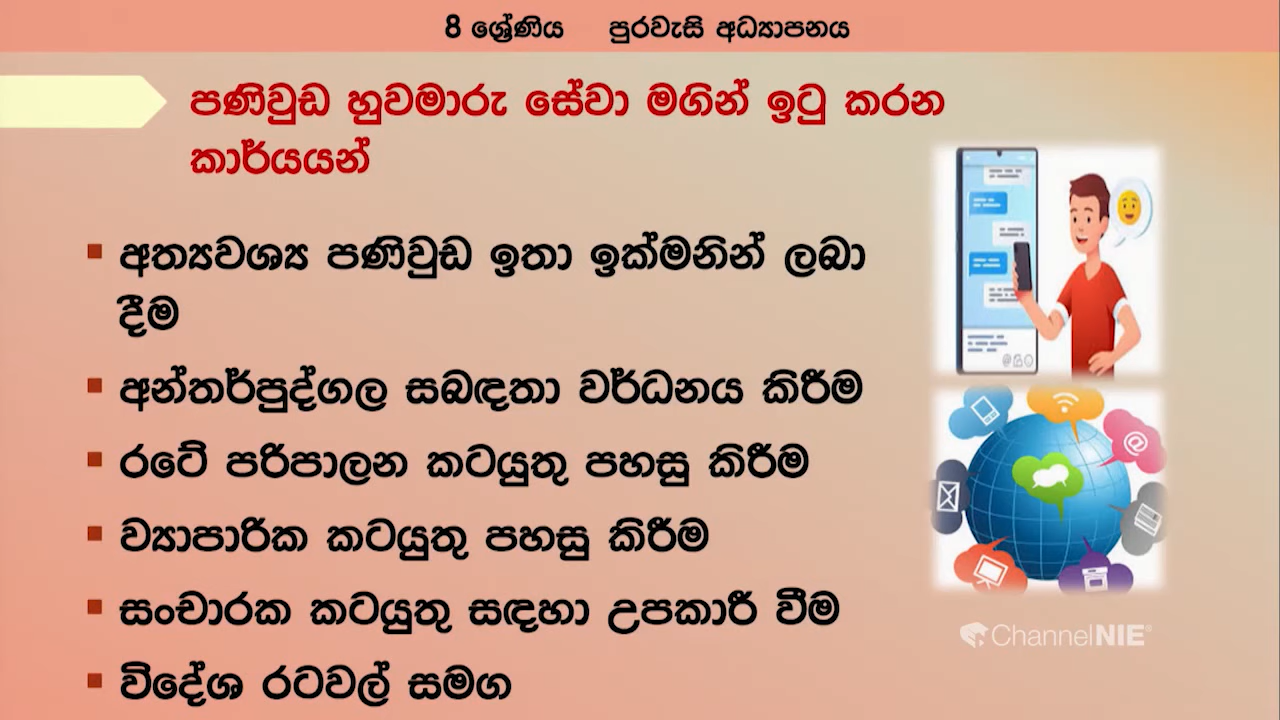 8 ශ්‍රේණිය පුරවැසි අධ්‍යාපනය
පණිවුඩ හුවමාරු සේවා මගින් ඉටු කරන
කාර්යයන්
▪ අත්‍යවශ්‍ය පණිවුඩ ඉතා ඉක්මනින් ලබා
දීම
▪ අන්තර්පුද්ගල සබඳතා වර්ධනය කිරීම
▪ රටේ පරිපාලන කටයුතු පහසු කිරීම
▪ ව්‍යාපාරික කටයුතු පහසු කිරීම
▪ සංචාරක කටයුතු සඳහා උපකාරී වීම
▪ විදේශ රටවල් සමග
ChannelNIE®